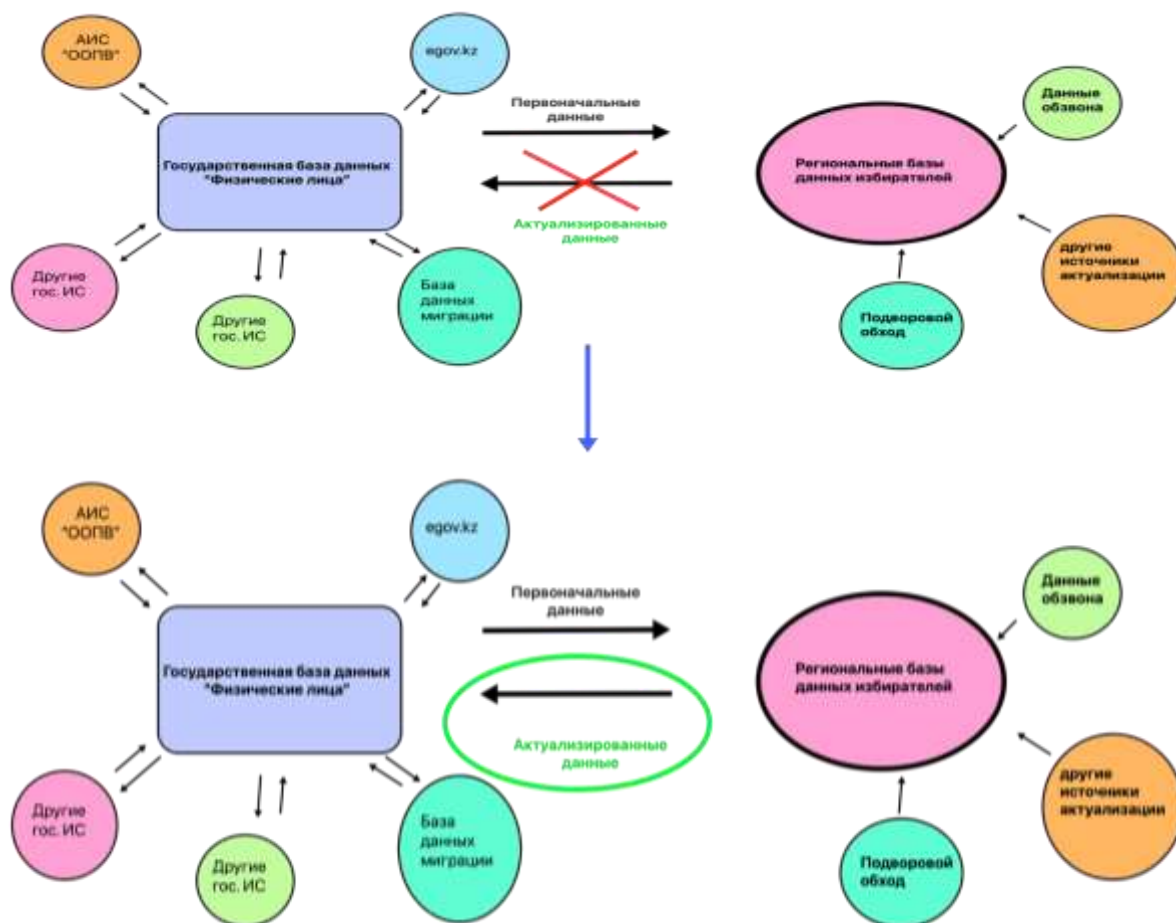 АИС
"ООПВ"
egov.kz
Первоначальные
данные
Данные
обзвона
Государственная база данных
"Физические лица"
Региональные базы
данных избирателей
Актуализированные
данные
Другие
гос. ИС
База
данных
миграции
другие
источники
актуализации
Другие
гос. ИС
Подворовой
обход
АИС
"ООПВ"
egov.kz
Первоначальные
данные
Данные
обзвона
Государственная база данных
"Физические лица"
Региональные базы
данных избирателей
Актуализированные
данные
Другие
гос. ИС
База
данных
миграции
другие
источники
актуализации
Другие
гос. ИС
Подворовой
обход